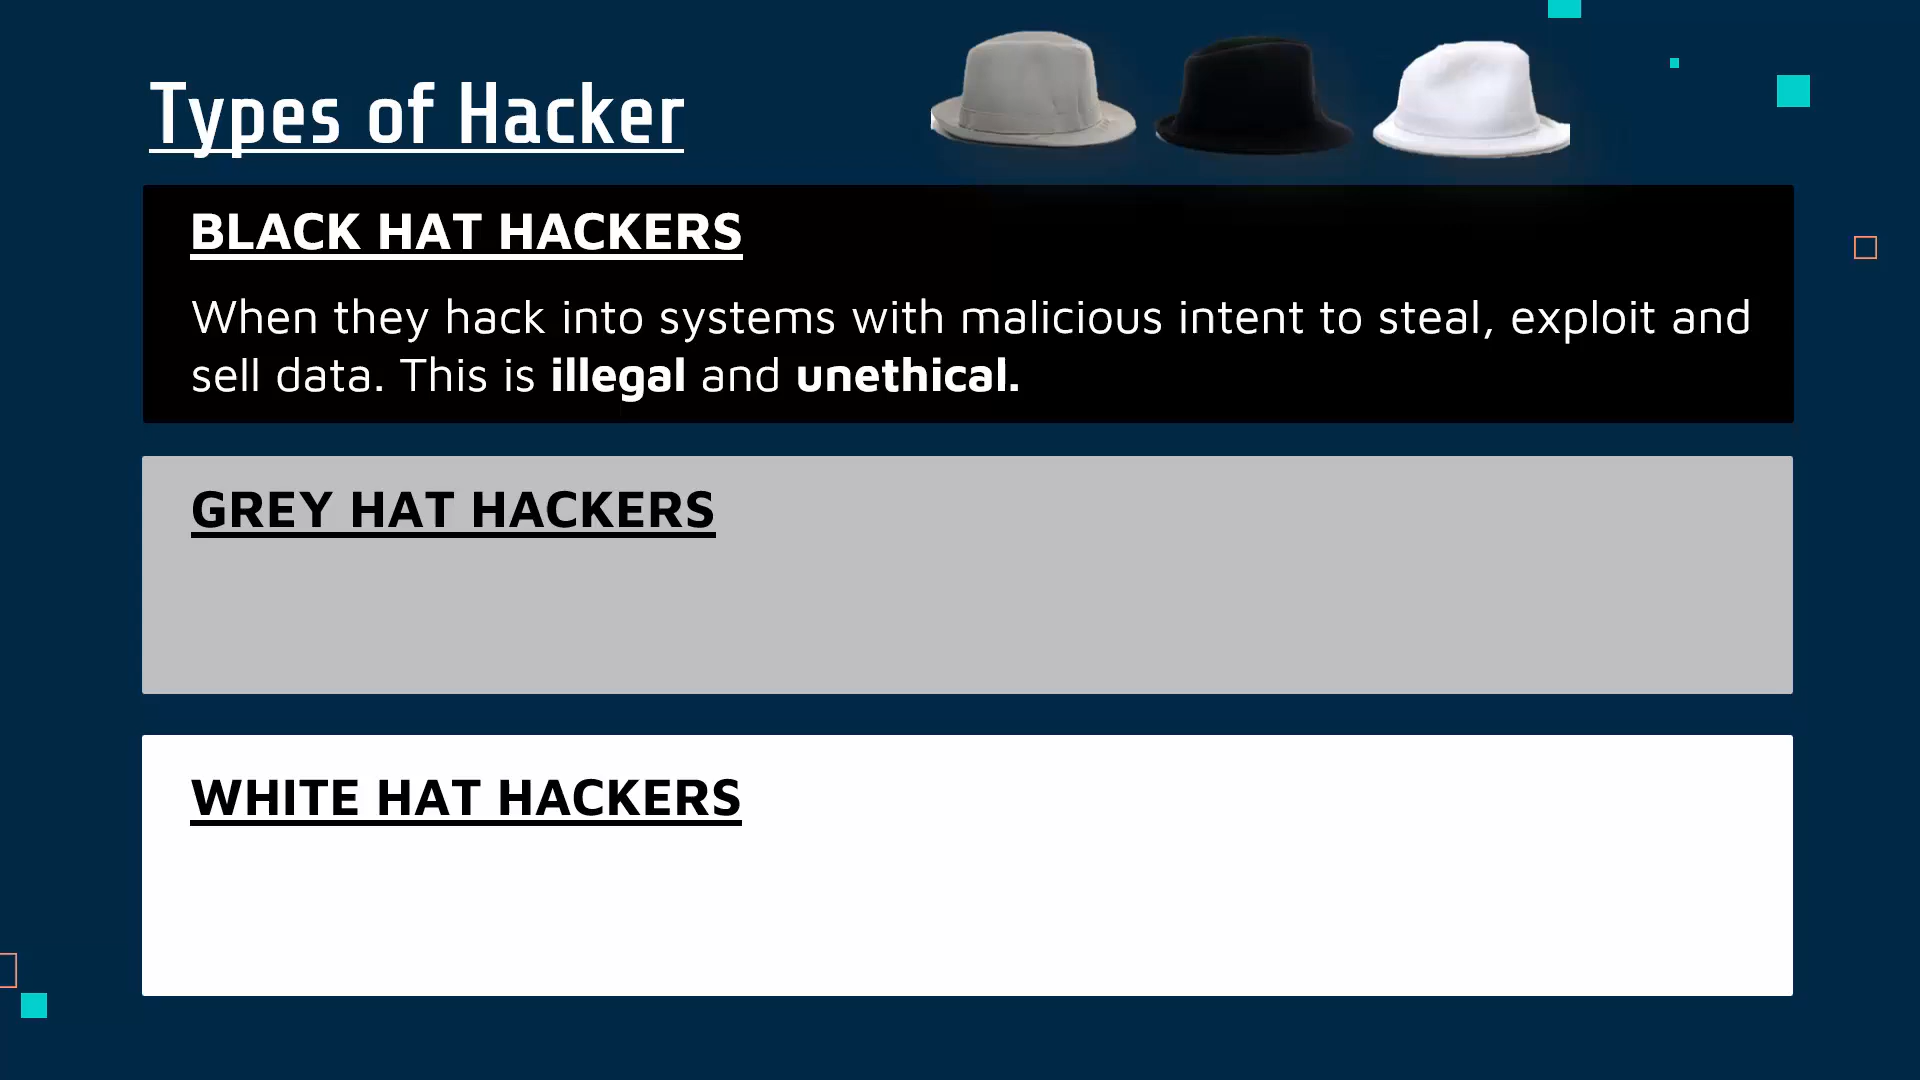 Types of Hacker
BLACK HAT HACKERS
When they hack into systems with malicious intent to steal, exploit and
sell data. This is illegal and unethical.
GREY HAT HACKERS
WHITE HAT HACKERS